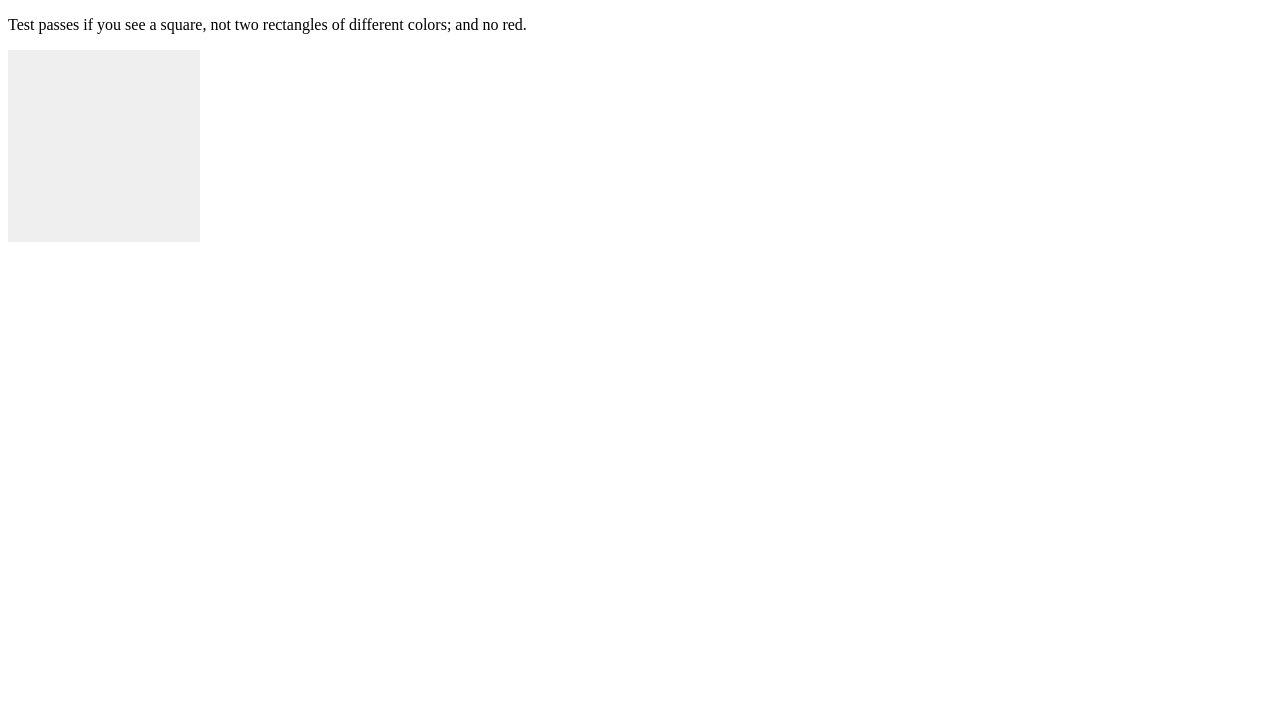 Test passes if you see a square, not two rectangles of different colors; and no red.